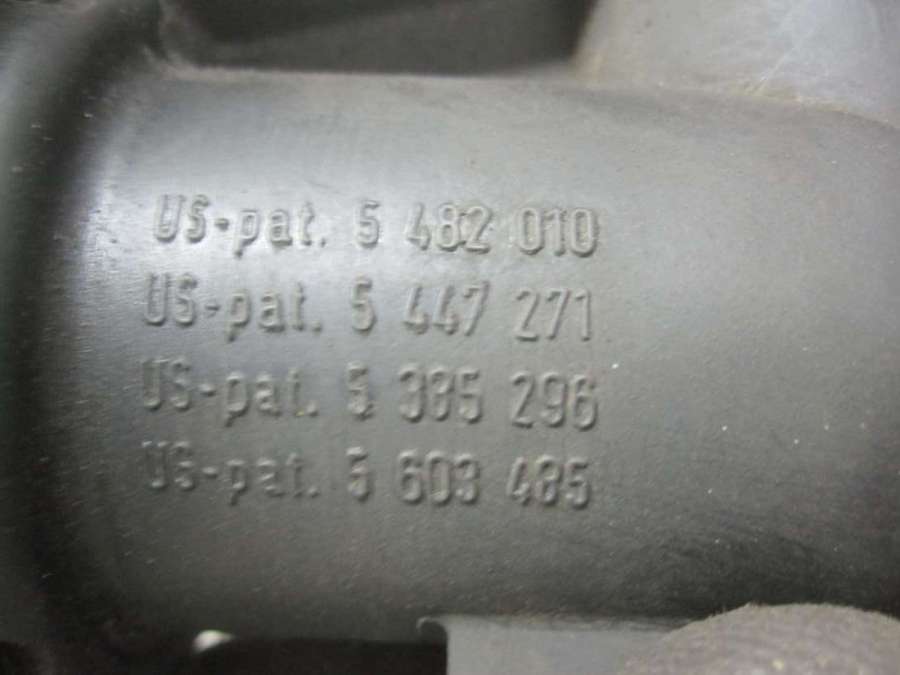 US-pat. 5 482 010
US-pat. 5 447 271
US-pat. 5 385 296
US-pat. 5 603 485